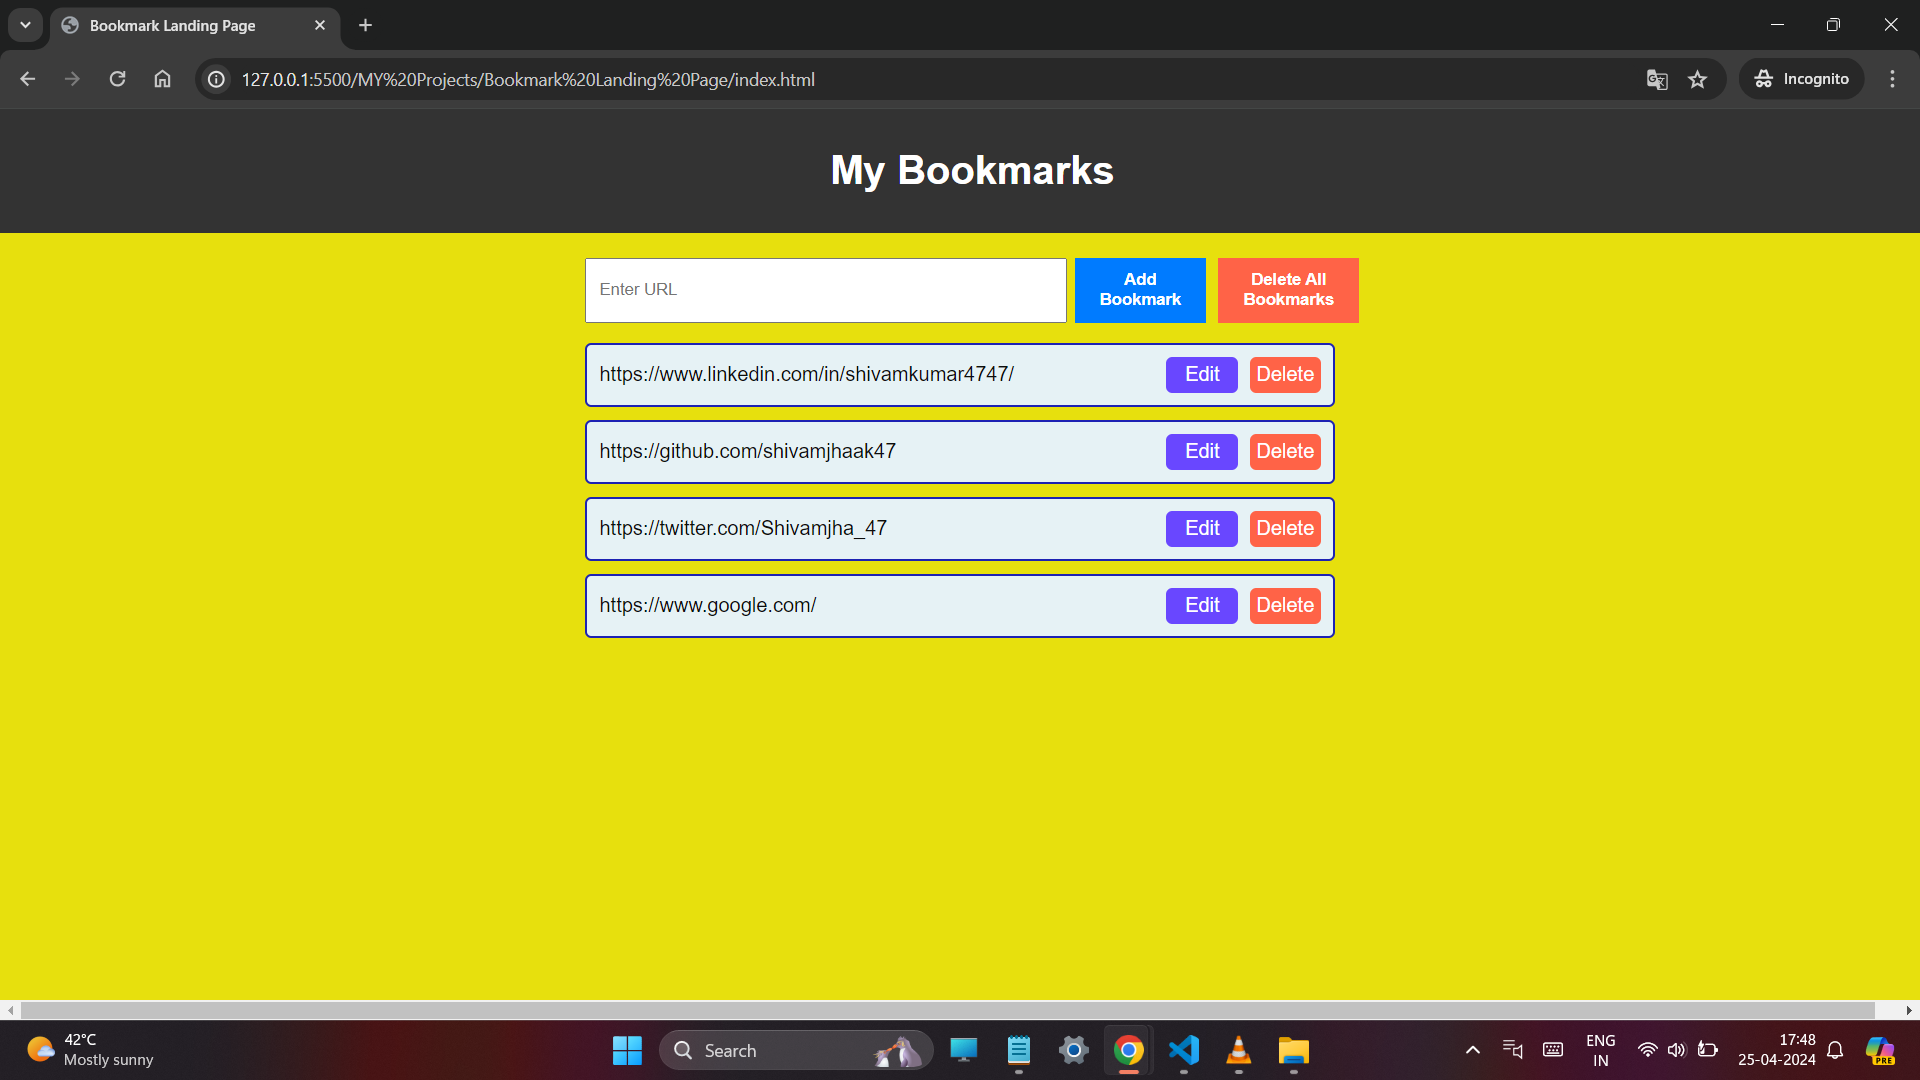 Bookmark Landing Page
127.0.0.1:5500/MY%20Projects/Bookmark%20Landing%20Page/index.html
Incognito
My Bookmarks
Enter URL
Add
Bookmark
Delete All
Bookmarks
https://www.linkedin.com/in/shivamkumar4747/ Edit Delete
https://github.com/shivamjhaak47 Edit Delete
https://twitter.com/Shivamjha_47 Edit Delete
https://www.google.com/ Edit Delete
42°C
Mostly sunny
Search
ENG
IN
17:48
25-04-2024
PRE